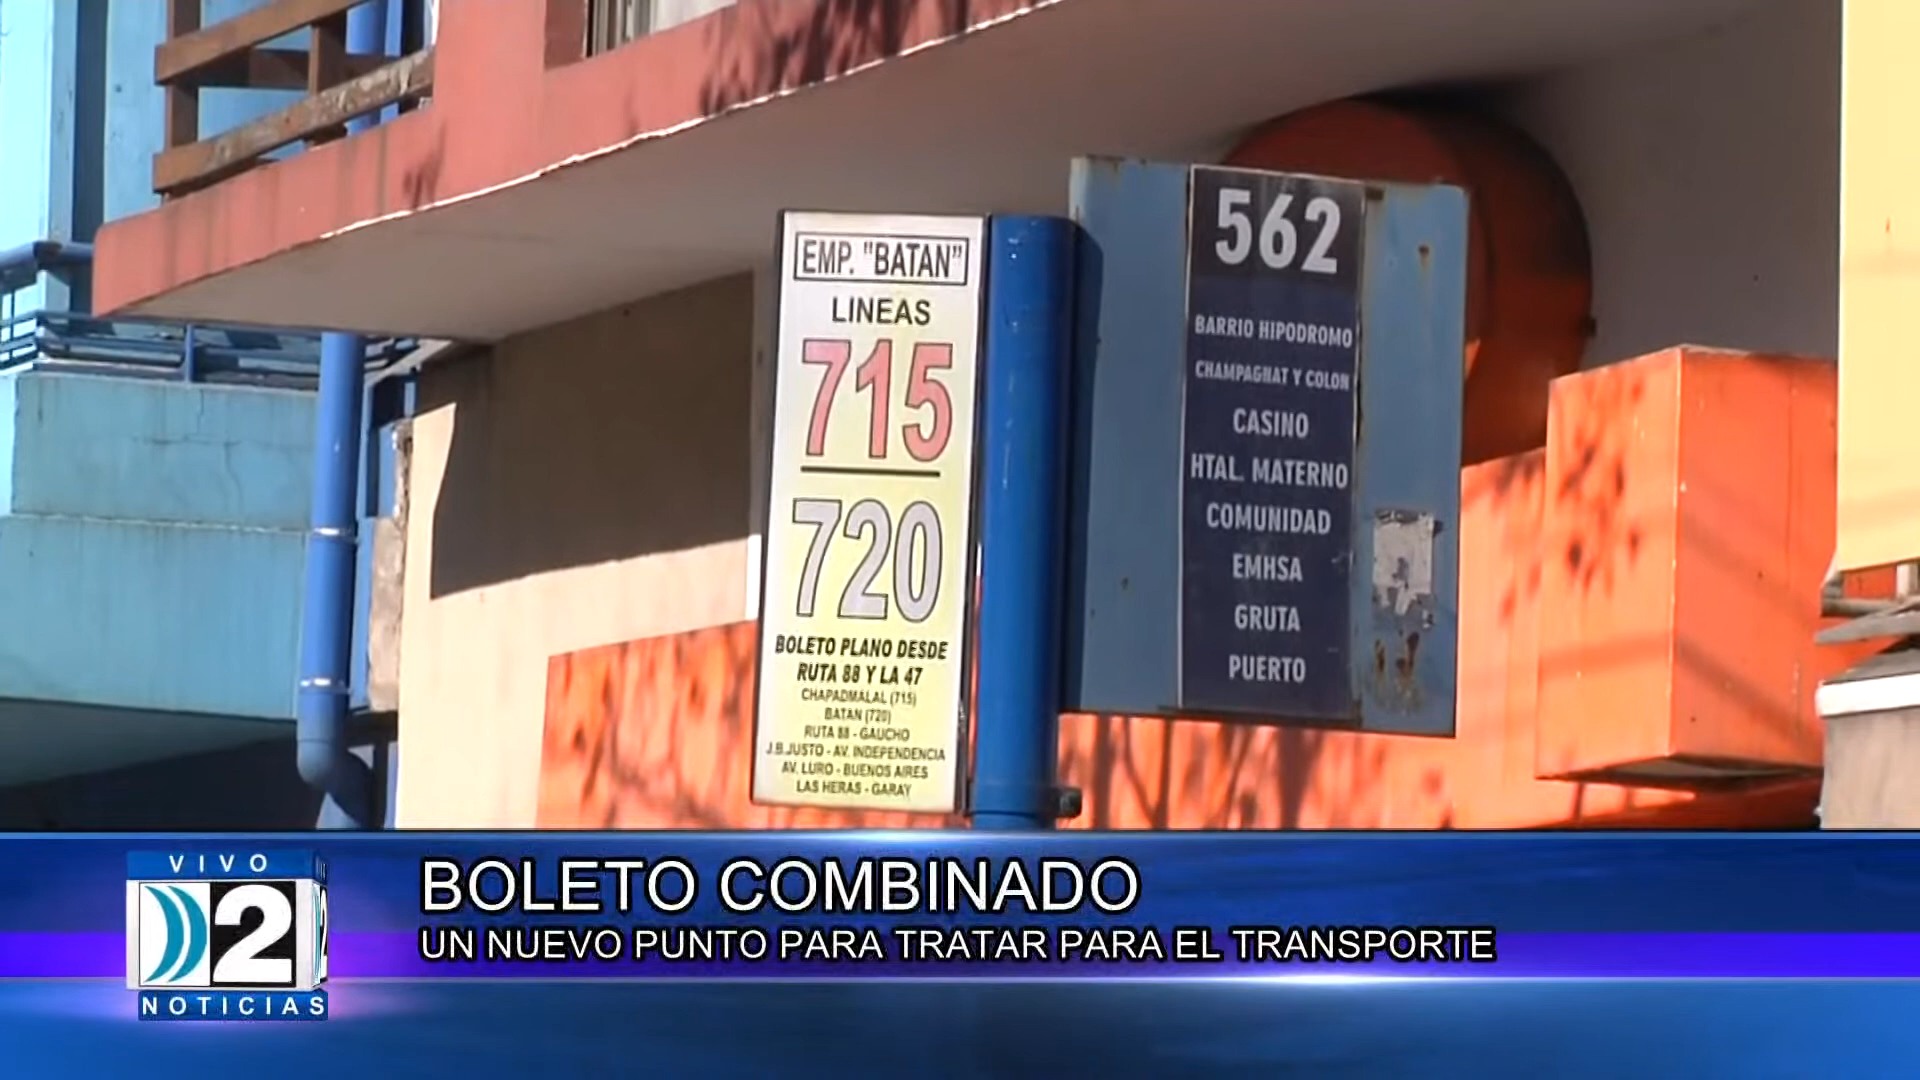 EMP. "BATAN"
LINEAS
715
720
BOLETO PLANO DESDE
RUTA 88 Y LA 47
CHAPADMALAL (715)
BATAN (720)
RUTA 88 - GAUCHO
J.B.JUSTO - AV. INDEPENDENCIA
AV. LURO - BUENOS AIRES
LAS HERAS - GARAY
562
BARRIO HIPODROMO
CHAMPAGNAT Y COLON
CASINO
HTAL. MATERNO
COMUNIDAD
EMHSA
GRUTA
PUERTO
VIVO
2
NOTICIAS
BOLETO COMBINADO
UN NUEVO PUNTO PARA TRATAR PARA EL TRANSPORTE